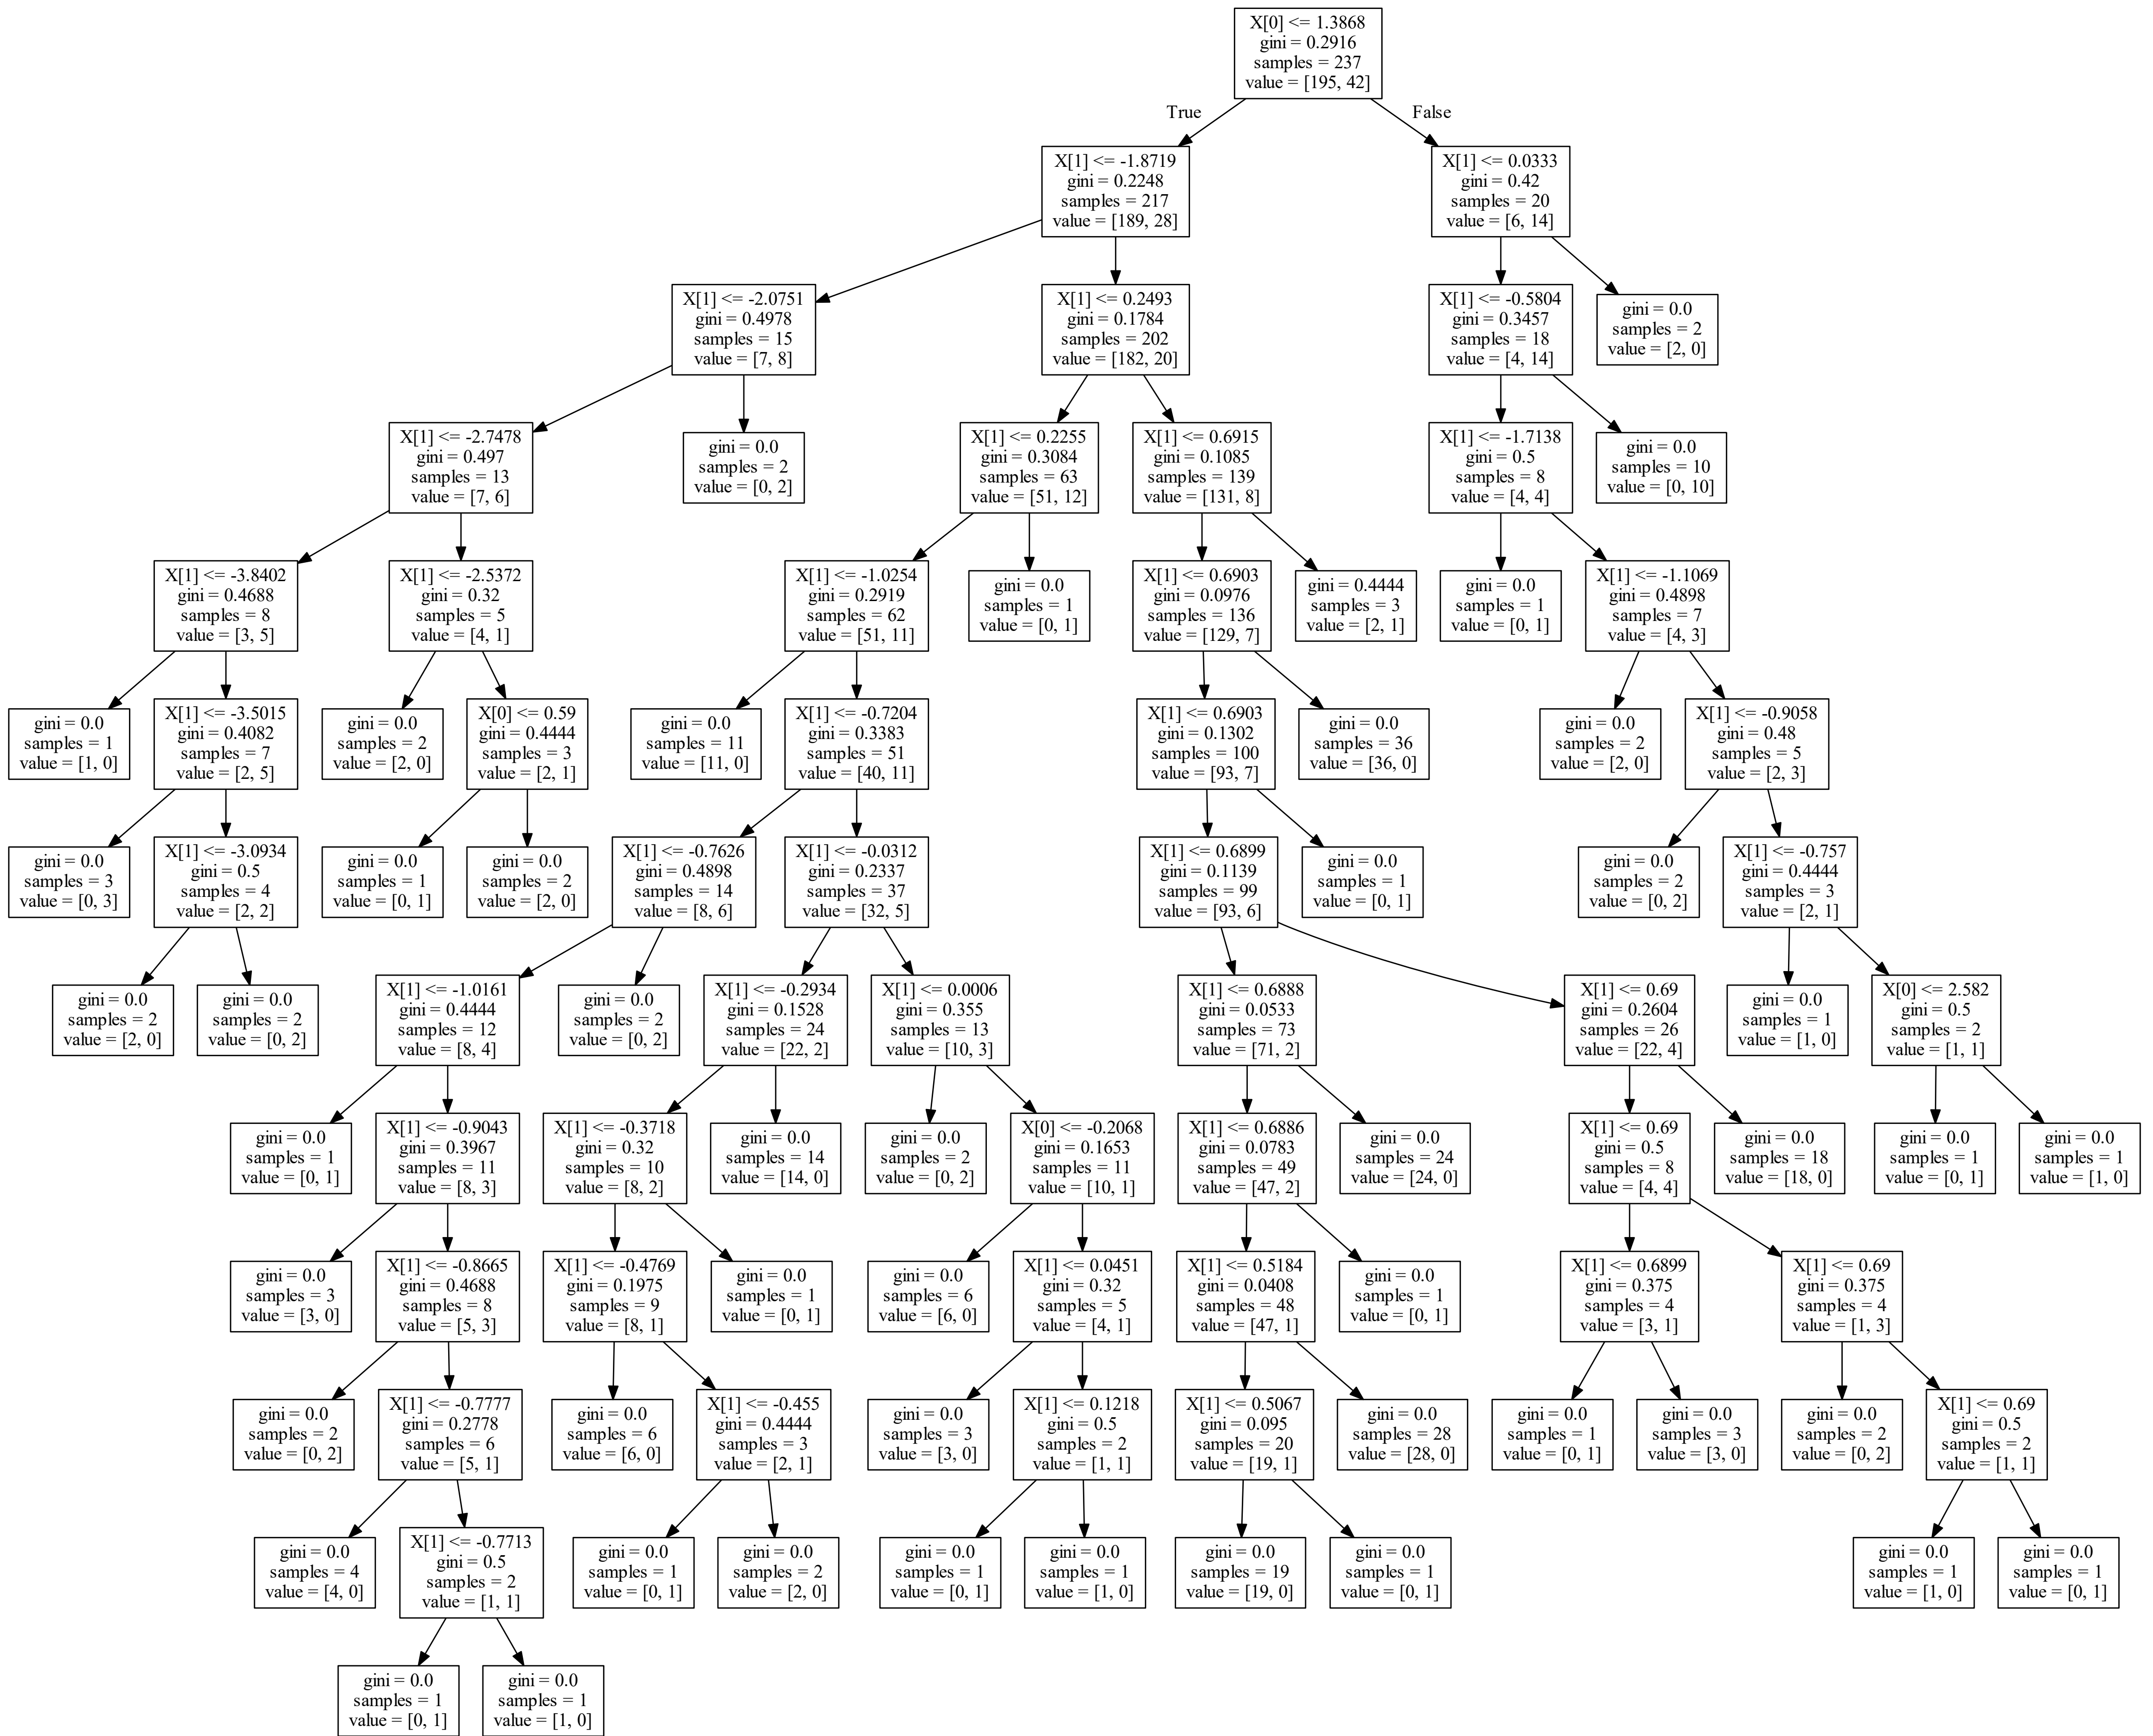 X[0] <= 1.3868
gini = 0.2916
samples = 237
value = [195, 42]
True
False
X[1] <= -1.8719
gini = 0.2248
samples = 217
value = [189, 28]
X[1] <= 0.0333
gini = 0.42
samples = 20
value = [6, 14]
X[1] <= -2.0751
gini = 0.4978
samples = 15
value = [7, 8]
X[1] <= 0.2493
gini = 0.1784
samples = 202
value = [182, 20]
X[1] <= -0.5804
gini = 0.3457
samples = 18
value = [4, 14]
gini = 0.0
samples = 2
value = [2, 0]
X[1] <= -2.7478
gini = 0.497
samples = 13
value = [7, 6]
gini = 0.0
samples = 2
value = [0, 2]
X[1] <= 0.2255
gini = 0.3084
samples = 63
value = [51, 12]
X[1] <= 0.6915
gini = 0.1085
samples = 139
value = [131, 8]
X[1] <= -1.7138
gini = 0.5
samples = 8
value = [4, 4]
gini = 0.0
samples = 10
value = [0, 10]
X[1] <= -3.8402
gini = 0.4688
samples = 8
value = [3, 5]
X[1] <= -2.5372
gini = 0.32
samples = 5
value = [4, 1]
X[1] <= -1.0254
gini = 0.2919
samples = 62
value = [51, 11]
gini = 0.0
samples = 1
value = [0, 1]
X[1] <= 0.6903
gini = 0.0976
samples = 136
value = [129, 7]
gini = 0.4444
samples = 3
value = [2, 1]
gini = 0.0
samples = 1
value = [0, 1]
X[1] <= -1.1069
gini = 0.4898
samples = 7
value = [4, 3]
gini = 0.0
samples = 1
value = [1, 0]
X[1] <= -3.5015
gini = 0.4082
samples = 7
value = [2, 5]
gini = 0.0
samples = 2
value = [2, 0]
X[0] <= 0.59
gini = 0.4444
samples = 3
value = [2, 1]
gini = 0.0
samples = 11
value = [11, 0]
X[1] <= -0.7204
gini = 0.3383
samples = 51
value = [40, 11]
X[1] <= 0.6903
gini = 0.1302
samples = 100
value = [93, 7]
gini = 0.0
samples = 36
value = [36, 0]
gini = 0.0
samples = 2
value = [2, 0]
X[1] <= -0.9058
gini = 0.48
samples = 5
value = [2, 3]
gini = 0.0
samples = 3
value = [0, 3]
X[1] <= -3.0934
gini = 0.5
samples = 4
value = [2, 2]
gini = 0.0
samples = 1
value = [0, 1]
gini = 0.0
samples = 2
value = [2, 0]
X[1] <= -0.7626
gini = 0.4898
samples = 14
value = [8, 6]
X[1] <= -0.0312
gini = 0.2337
samples = 37
value = [32, 5]
X[1] <= 0.6899
gini = 0.1139
samples = 99
value = [93, 6]
gini = 0.0
samples = 1
value = [0, 1]
gini = 0.0
samples = 2
value = [0, 2]
X[1] <= -0.757
gini = 0.4444
samples = 3
value = [2, 1]
gini = 0.0
samples = 2
value = [2, 0]
gini = 0.0
samples = 2
value = [0, 2]
X[1] <= -1.0161
gini = 0.4444
samples = 12
value = [8, 4]
gini = 0.0
samples = 2
value = [0, 2]
X[1] <= -0.2934
gini = 0.1528
samples = 24
value = [22, 2]
X[1] <= 0.0006
gini = 0.355
samples = 13
value = [10, 3]
X[1] <= 0.6888
gini = 0.0533
samples = 73
value = [71, 2]
X[1] <= 0.69
gini = 0.2604
samples = 26
value = [22, 4]
gini = 0.0
samples = 1
value = [1, 0]
X[0] <= 2.582
gini = 0.5
samples = 2
value = [1, 1]
gini = 0.0
samples = 1
value = [0, 1]
X[1] <= -0.9043
gini = 0.3967
samples = 11
value = [8, 3]
X[1] <= -0.3718
gini = 0.32
samples = 10
value = [8, 2]
gini = 0.0
samples = 14
value = [14, 0]
gini = 0.0
samples = 2
value = [0, 2]
X[0] <= -0.2068
gini = 0.1653
samples = 11
value = [10, 1]
X[1] <= 0.6886
gini = 0.0783
samples = 49
value = [47, 2]
gini = 0.0
samples = 24
value = [24, 0]
X[1] <= 0.69
gini = 0.5
samples = 8
value = [4, 4]
gini = 0.0
samples = 18
value = [18, 0]
gini = 0.0
samples = 1
value = [0, 1]
gini = 0.0
samples = 1
value = [1, 0]
gini = 0.0
samples = 3
value = [3, 0]
X[1] <= -0.8665
gini = 0.4688
samples = 8
value = [5, 3]
X[1] <= -0.4769
gini = 0.1975
samples = 9
value = [8, 1]
gini = 0.0
samples = 1
value = [0, 1]
gini = 0.0
samples = 6
value = [6, 0]
X[1] <= 0.0451
gini = 0.32
samples = 5
value = [4, 1]
X[1] <= 0.5184
gini = 0.0408
samples = 48
value = [47, 1]
gini = 0.0
samples = 1
value = [0, 1]
X[1] <= 0.6899
gini = 0.375
samples = 4
value = [3, 1]
X[1] <= 0.69
gini = 0.375
samples = 4
value = [1, 3]
gini = 0.0
samples = 2
value = [0, 2]
X[1] <= -0.7777
gini = 0.2778
samples = 6
value = [5, 1]
gini = 0.0
samples = 6
value = [6, 0]
X[1] <= -0.455
gini = 0.4444
samples = 3
value = [2, 1]
gini = 0.0
samples = 3
value = [3, 0]
X[1] <= 0.1218
gini = 0.5
samples = 2
value = [1, 1]
X[1] <= 0.5067
gini = 0.095
samples = 20
value = [19, 1]
gini = 0.0
samples = 28
value = [28, 0]
gini = 0.0
samples = 1
value = [0, 1]
gini = 0.0
samples = 3
value = [3, 0]
gini = 0.0
samples = 2
value = [0, 2]
X[1] <= 0.69
gini = 0.5
samples = 2
value = [1, 1]
gini = 0.0
samples = 4
value = [4, 0]
X[1] <= -0.7713
gini = 0.5
samples = 2
value = [1, 1]
gini = 0.0
samples = 1
value = [0, 1]
gini = 0.0
samples = 2
value = [2, 0]
gini = 0.0
samples = 1
value = [0, 1]
gini = 0.0
samples = 1
value = [1, 0]
gini = 0.0
samples = 19
value = [19, 0]
gini = 0.0
samples = 1
value = [0, 1]
gini = 0.0
samples = 1
value = [1, 0]
gini = 0.0
samples = 1
value = [0, 1]
gini = 0.0
samples = 1
value = [0, 1]
gini = 0.0
samples = 1
value = [1, 0]